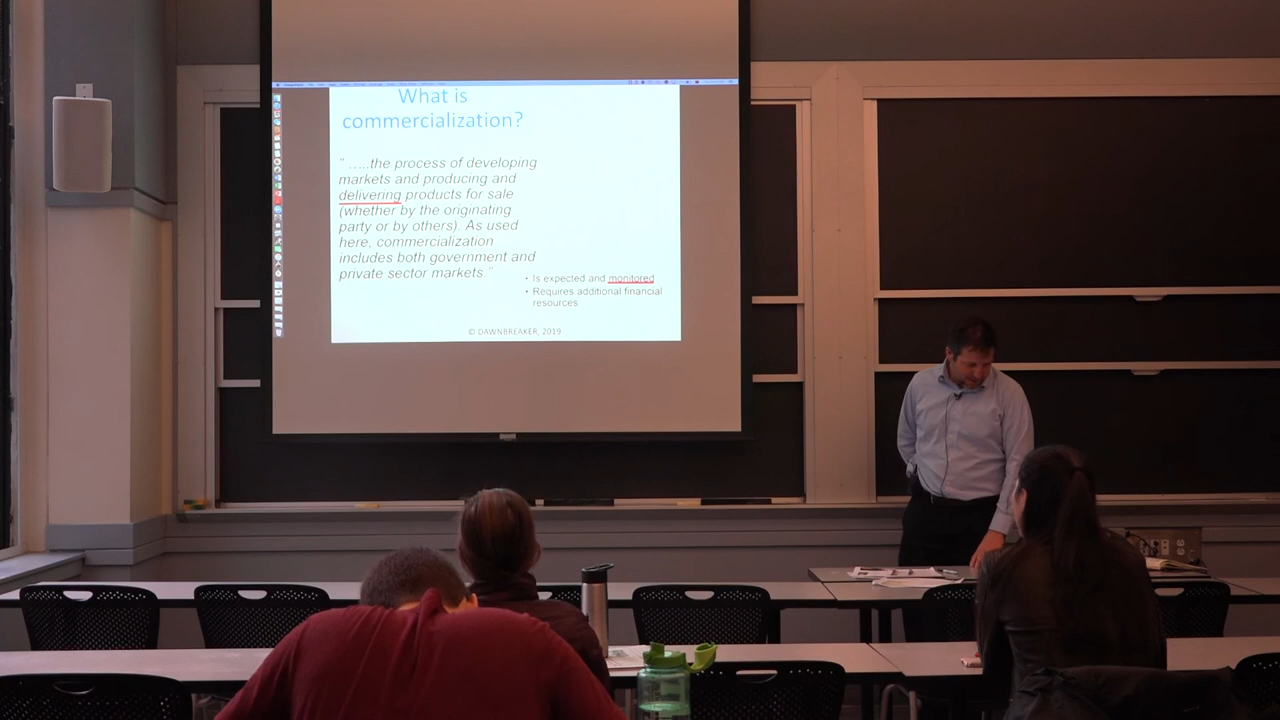 What is
commercialization?
" .....the process of developing
markets and producing and
delivering products for sale
(whether by the originating
party or by others). As used
here, commercialization
includes both government and
private sector markets."
• Is expected and monitored
• Requires additional financial
resources
© DAWNBREAKER, 2019